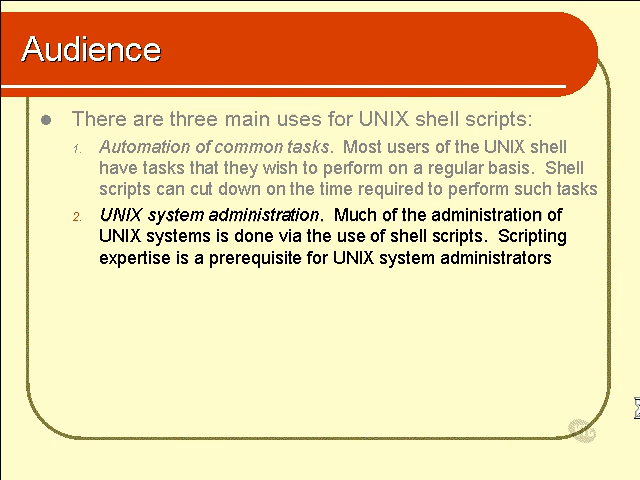 Audience
There are three main uses for UNIX shell scripts:
1. Automation of common tasks. Most users of the UNIX shell
have tasks that they wish to perform on a regular basis. Shell
scripts can cut down on the time required to perform such tasks
2. UNIX system administration. Much of the administration of
UNIX systems is done via the use of shell scripts. Scripting
expertise is a prerequisite for UNIX system administrators